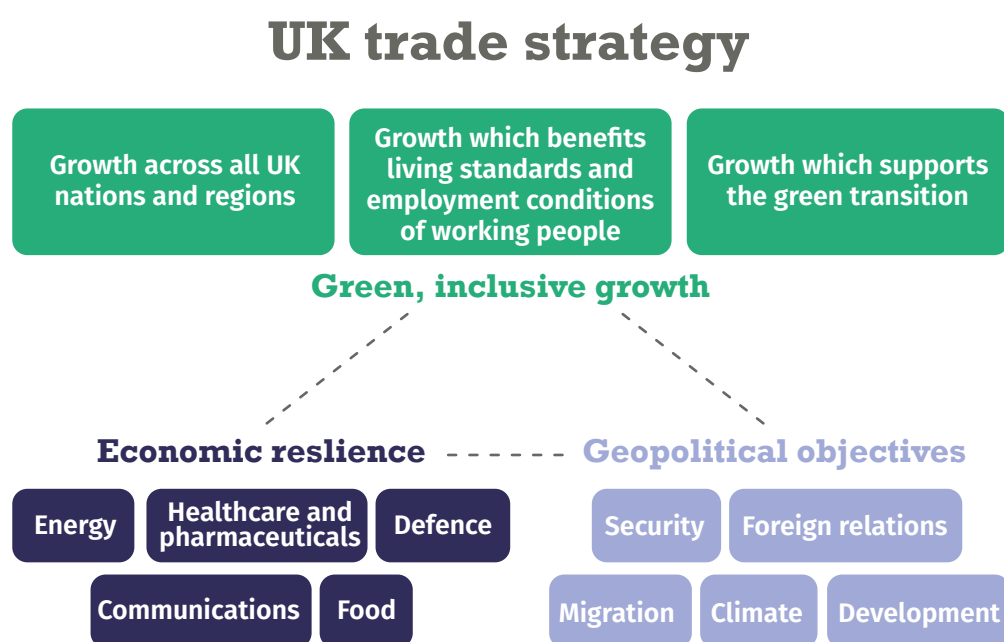 UK trade strategy
Growth across all UK
nations and regions
Growth which benefits
living standards and
employment conditions
of working people
Growth which supports
the green transition
Green, inclusive growth
Economic reslience
Geopolitical objectives
Energy
Healthcare and
pharmaceuticals
Defence
Communications
Food
Security
Foreign relations
Migration
Climate
Development